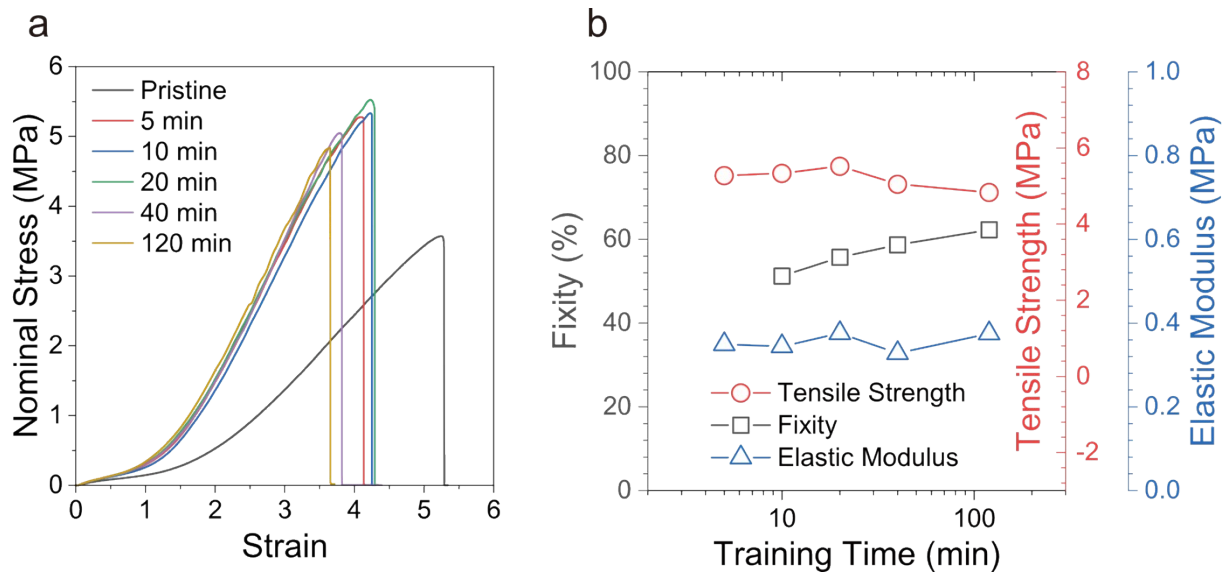 a
Nominal Stress (MPa)
6
5
4
3
2
1
0
Pristine
5 min
10 min
20 min
40 min
120 min
0 1 2 3 4 5 6
Strain
b
Fixity (%)
100
80
60
40
20
0
Tensile Strength
Fixity
Elastic Modulus
10 100
Training Time (min)
Tensile Strength (MPa)
8
6
4
2
0
-2
Elastic Modulus (MPa)
1.0
0.8
0.6
0.4
0.2
0.0